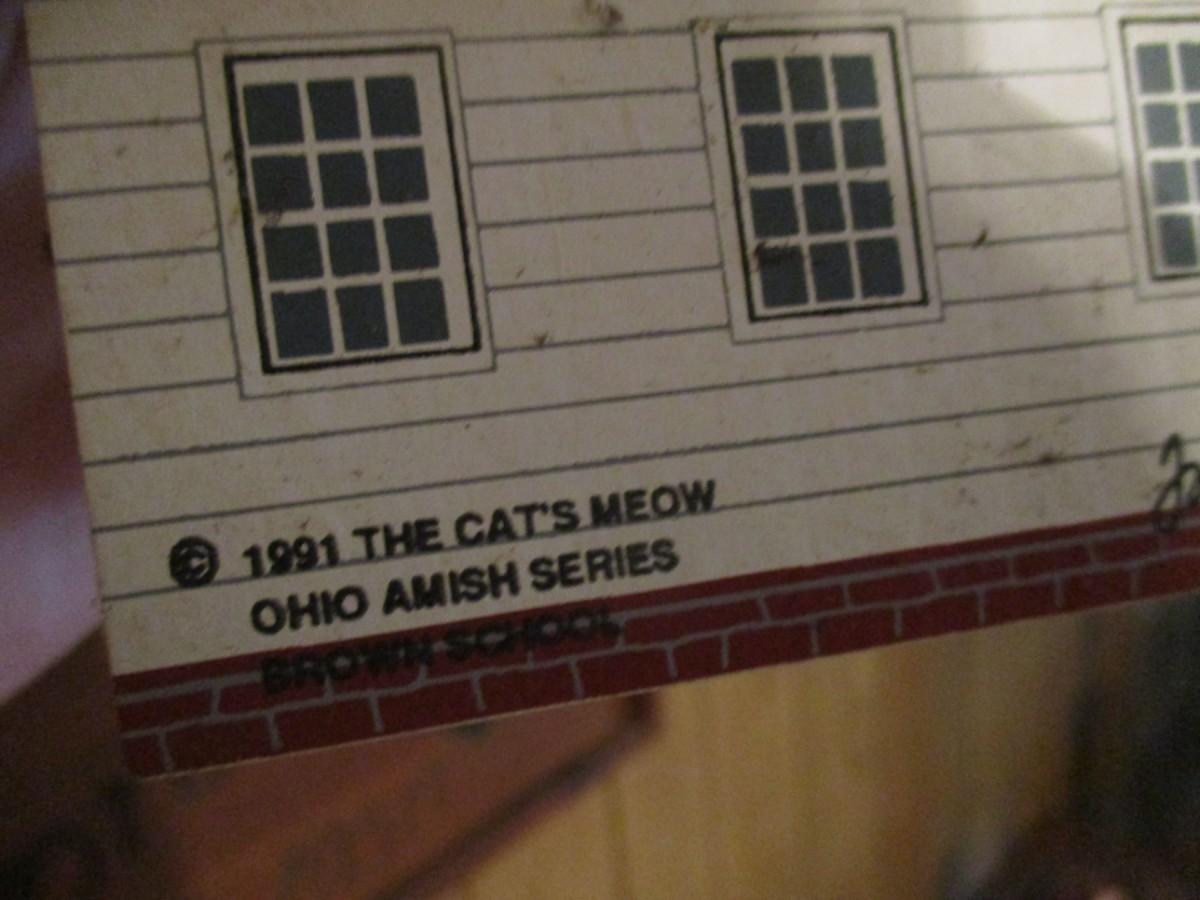 © 1991 THE CAT'S MEOW
OHIO AMISH SERIES
BROWN SCHOOL